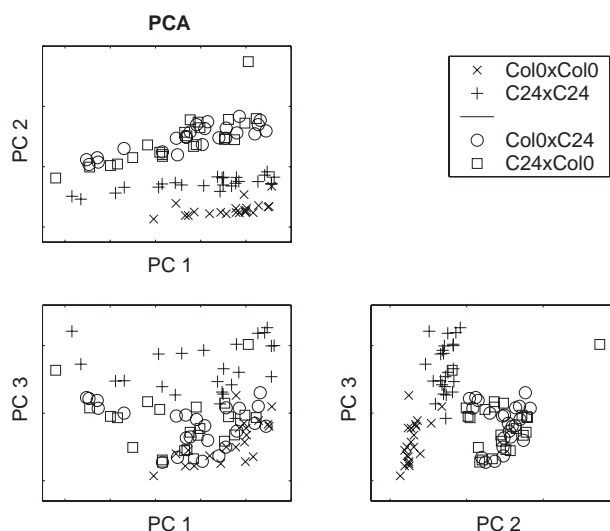 PCA
PC 2
PC 1
Col0xCol0
C24xC24
Col0xC24
C24xCol0
PC 3
PC 1
PC 3
PC 2